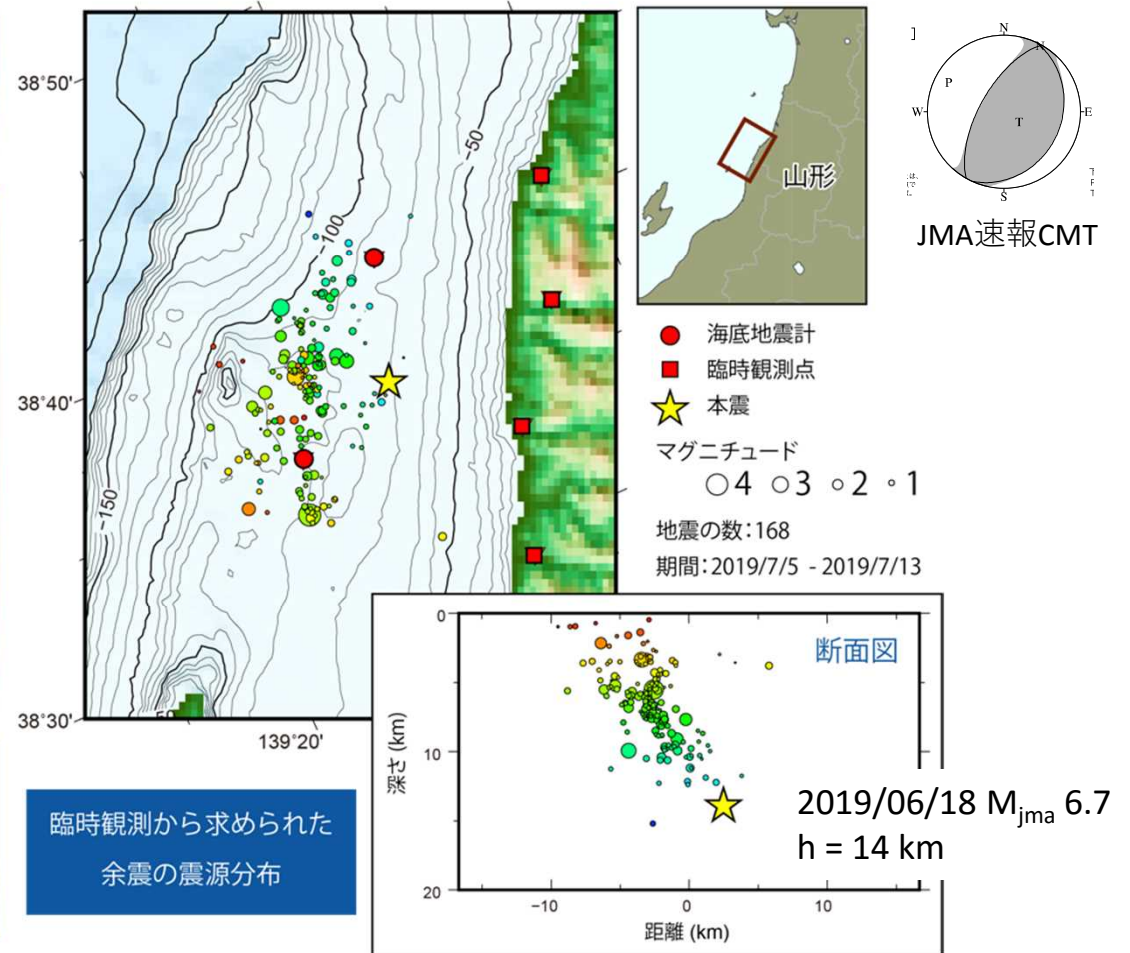 38°50'
38°40'
38°30'
139°20'
−50
−100
−150
50
山形
N
N
P
W
T
E
S
JMA速報CMT
海底地震計
臨時観測点
本震
マグニチュード
4 3 2 1
地震の数：168
期間：2019/7/5 - 2019/7/13
断面図
0
10
20
深さ (km)
−10 0 10
距離 (km)
2019/06/18 Mjma 6.7
h = 14 km
臨時観測から求められた
余震の震源分布